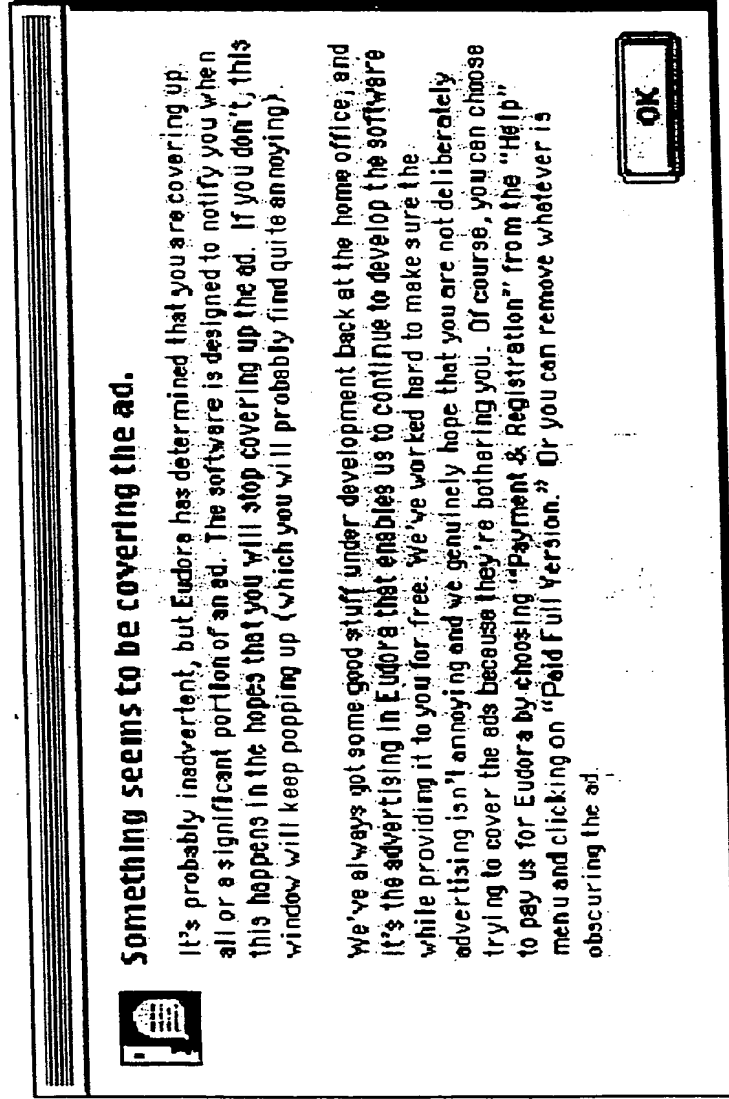 Something seems to be covering the ad.
It's probably inadvertent, but Eudora has determined that you are covering up
all or a significant portion of an ad. The software is designed to notify you when
this happens in the hopes that you will stop covering up the ad. If you don't, this
window will keep popping up (which you will probably find quite annoying).
We've always got some good stuff under development back at the home office, and
it's the advertising in Eudora that enables us to continue to develop the software
while providing it to you for free. We've worked hard to make sure the
advertising isn't annoying and we genuinely hope that you are not deliberately
trying to cover the ads because they're bothering you. Of course, you can choose
to pay us for Eudora by choosing "Payment & Registration" from the "Help"
menu and clicking on "Paid Full Version." Or you can remove whatever is
obscuring the ad.
OK